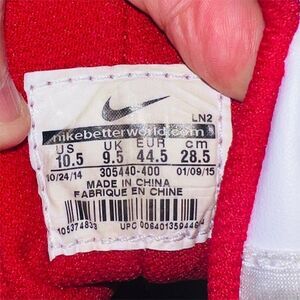 LN2
nikebetterworld.com
US UK EUR cm
10.5 9.5 44.5 28.5
10/24/14 305440-400 01/09/15
MADE IN CHINA
FABRIQUÉ EN CHINE